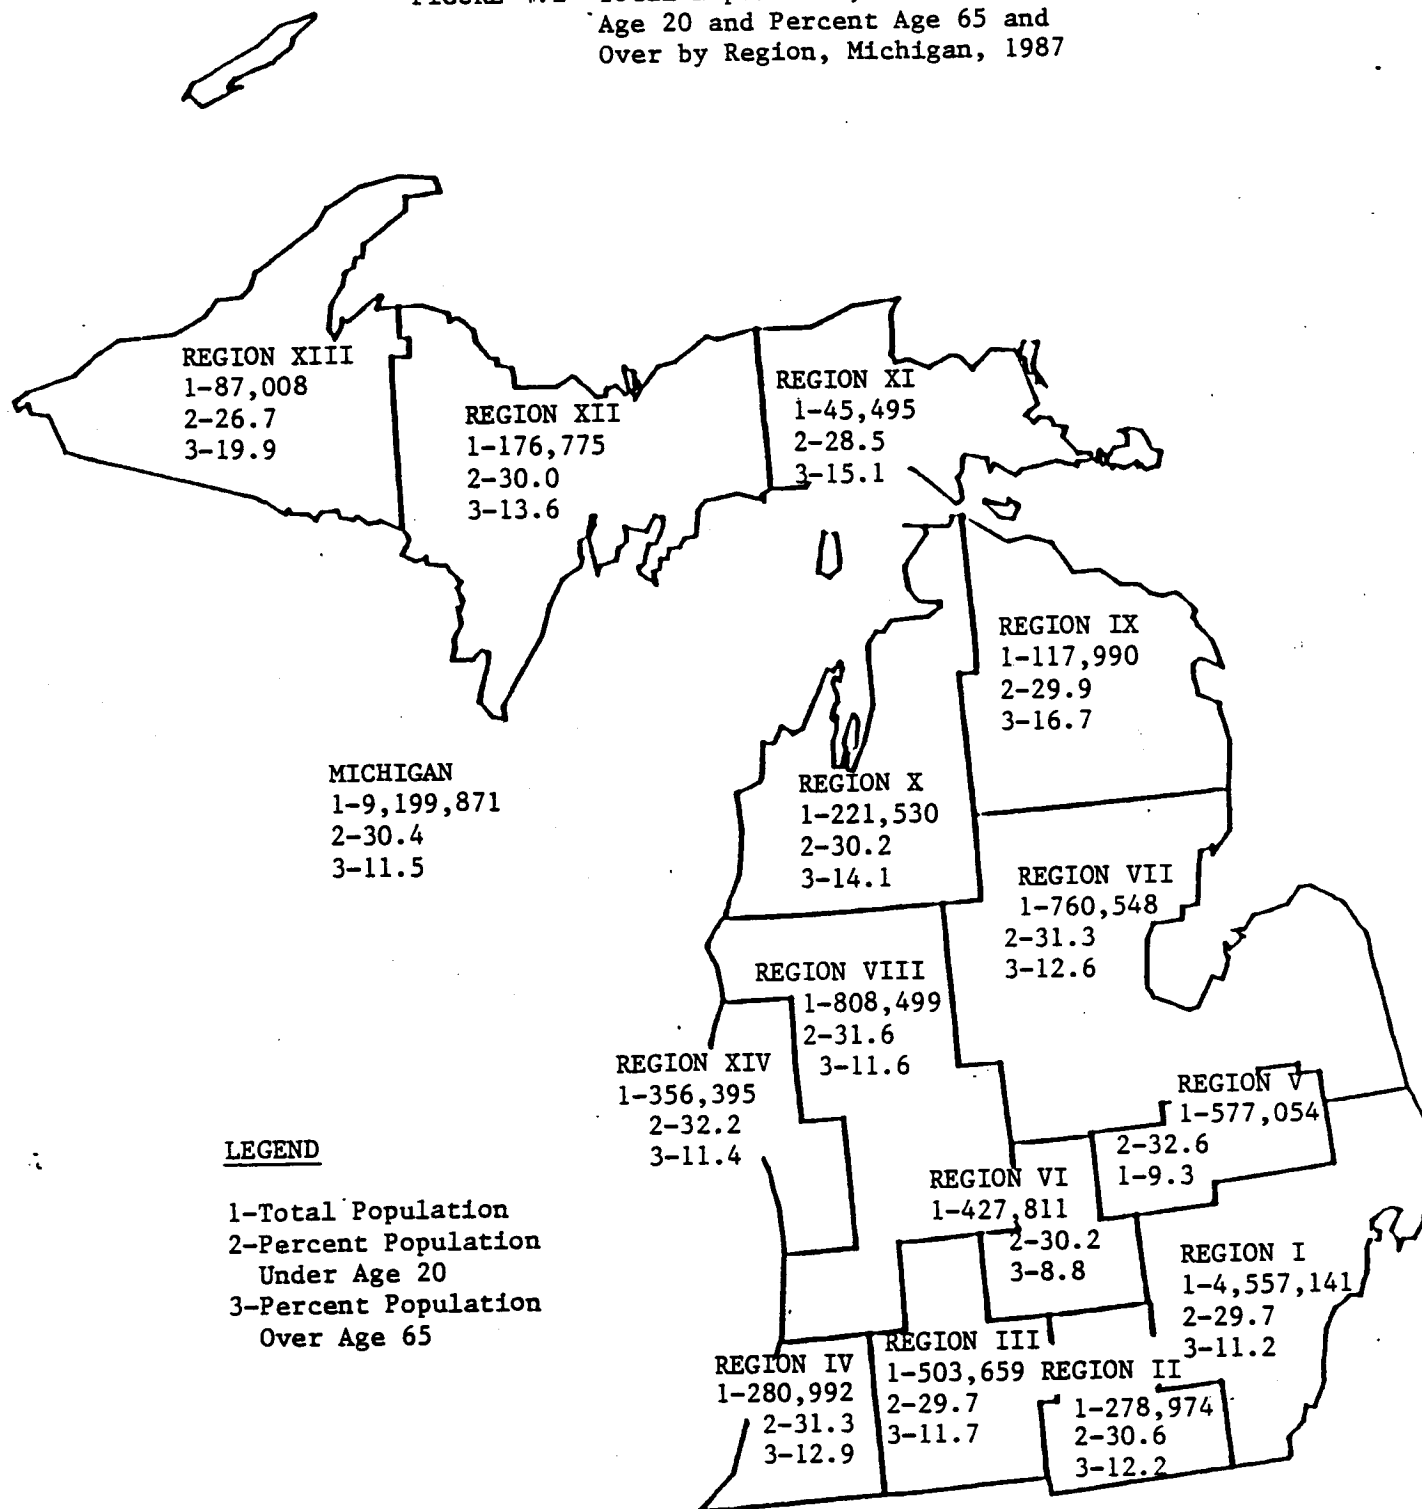 Age 20 and Percent Age 65 and
Over by Region, Michigan, 1987
REGION XIII
1-87,008
2-26.7
3-19.9
REGION XII
1-176,775
2-30.0
3-13.6
REGION XI
1-45,495
2-28.5
3-15.1
REGION IX
1-117,990
2-29.9
3-16.7
MICHIGAN
1-9,199,871
2-30.4
3-11.5
REGION X
1-221,530
2-30.2
3-14.1
REGION VII
1-760,548
2-31.3
3-12.6
REGION VIII
1-808,499
2-31.6
3-11.6
REGION XIV
1-356,395
2-32.2
3-11.4
REGION V
1-577,054
2-32.6
1-9.3
REGION VI
1-427,811
2-30.2
3-8.8
REGION I
1-4,557,141
2-29.7
3-11.2
LEGEND
1-Total Population
2-Percent Population
Under Age 20
3-Percent Population
Over Age 65
REGION IV
1-280,992
2-31.3
3-12.9
REGION III
1-503,659
2-29.7
3-11.7
REGION II
1-278,974
2-30.6
3-12.2